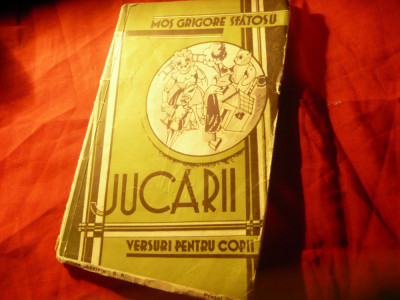 MOȘ GRIGORE SFĂTOSU
JUCĂRII
VERSURI PENTRU COPII